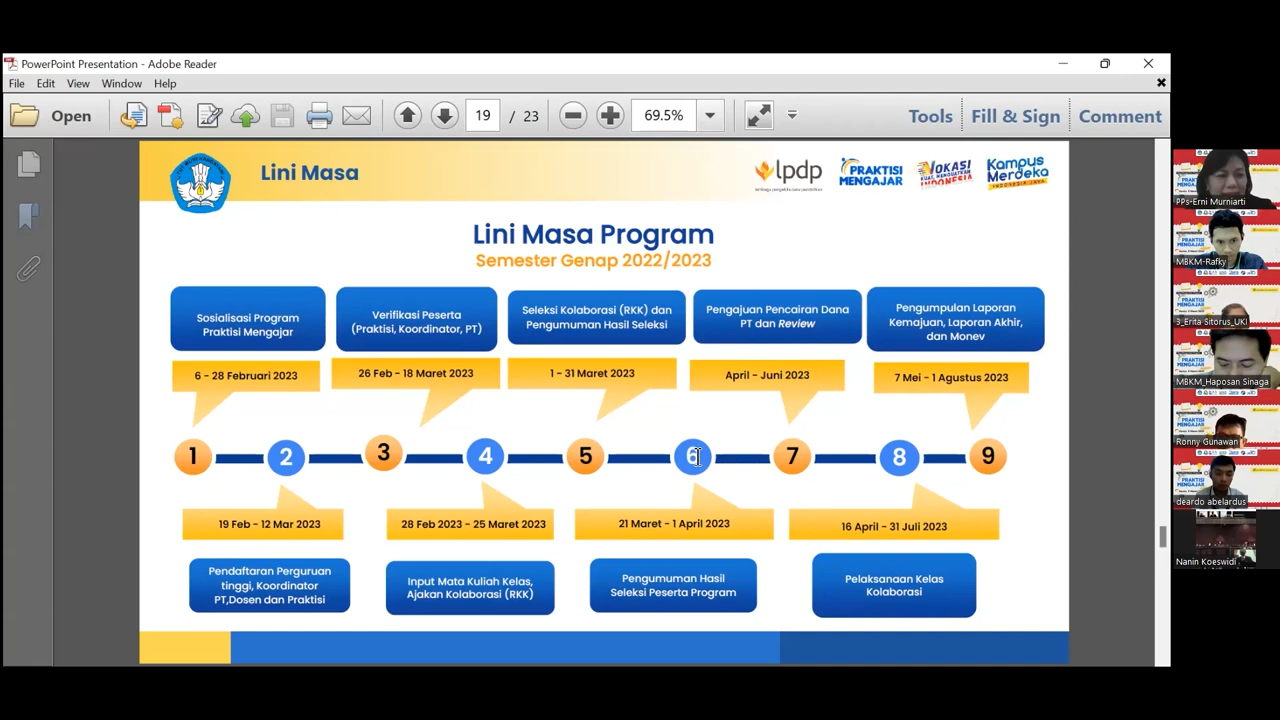 PowerPoint Presentation - Adobe Reader
File Edit View Window Help
Open 19 / 23 69.5% Tools Fill & Sign Comment
Lini Masa
lpdp
PRAKTISI MENGAJAR
VOKASI KUAT, MENGUATKAN INDONESIA
Kampus Merdeka INDONESIA JAYA
Lini Masa Program
Semester Genap 2022/2023
Sosialisasi Program
Praktisi Mengajar
Verifikasi Peserta
(Praktisi, Koordinator, PT)
Seleksi Kolaborasi (RKK) dan
Pengumuman Hasil Seleksi
Pengajuan Pencairan Dana
PT dan Review
Pengumpulan Laporan
Kemajuan, Laporan Akhir,
dan Monev
6 - 28 Februari 2023
26 Feb - 18 Maret 2023
1 - 31 Maret 2023
April - Juni 2023
7 Mei - 1 Agustus 2023
1 2 3 4 5 6 7 8 9
19 Feb - 12 Mar 2023
28 Feb 2023 - 25 Maret 2023
21 Maret - 1 April 2023
16 April - 31 Juli 2023
Pendaftaran Perguruan
tinggi, Koordinator
PT,Dosen dan Praktisi
Input Mata Kuliah Kelas,
Ajakan Kolaborasi (RKK)
Pengumuman Hasil
Seleksi Peserta Program
Pelaksanaan Kelas
Kolaborasi
PPs-Erni Murniarti
MBKM-Rafky
3_Erita Sitorus_UKI
MBKM_Haposan Sinaga
Ronny Gunawan
deardo abelardus
Nanin Koeswidi